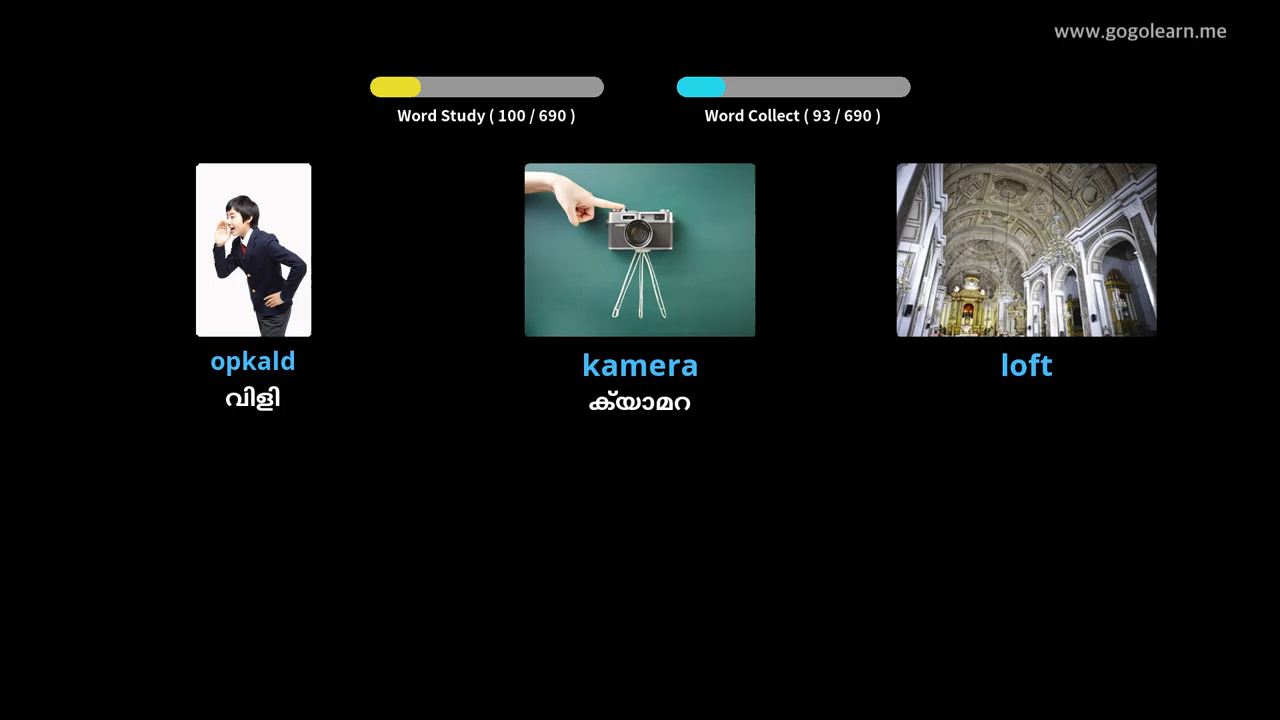 www.gogolearn.me
Word Study ( 100 / 690 )
Word Collect ( 93 / 690 )
opkald
kamera
loft
വിളി
ക്യാമറ